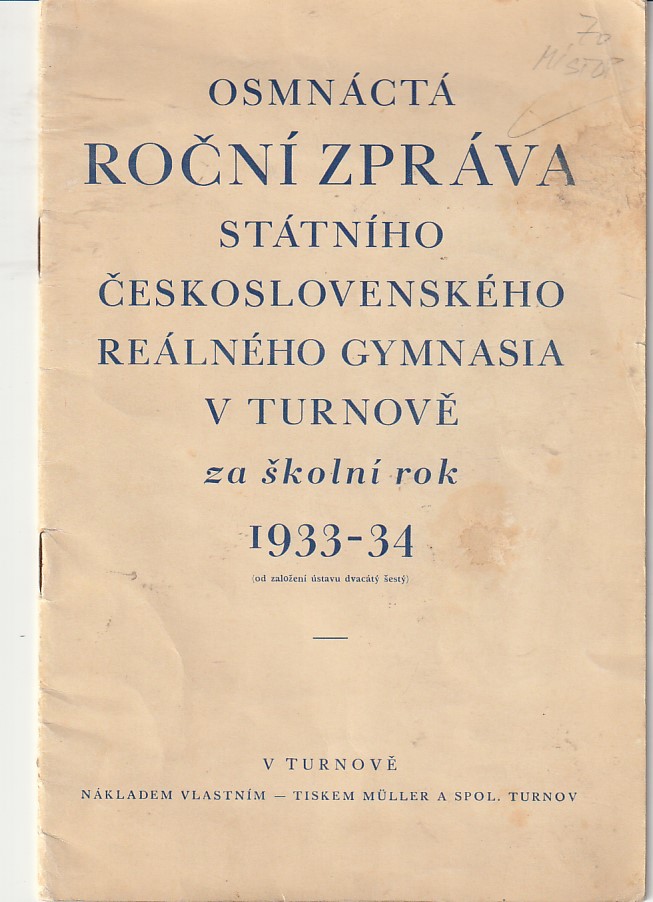 OSMNÁCTÁ
ROČNÍ ZPRÁVA
STÁTNÍHO
ČESKOSLOVENSKÉHO
REÁLNÉHO GYMNASIA
V TURNOVĚ
za školní rok
1933-34
(od založení ústavu dvacátý šestý)
V TURNOVĚ
NÁKLADEM VLASTNÍM — TISKEM MÜLLER A SPOL. TURNOV